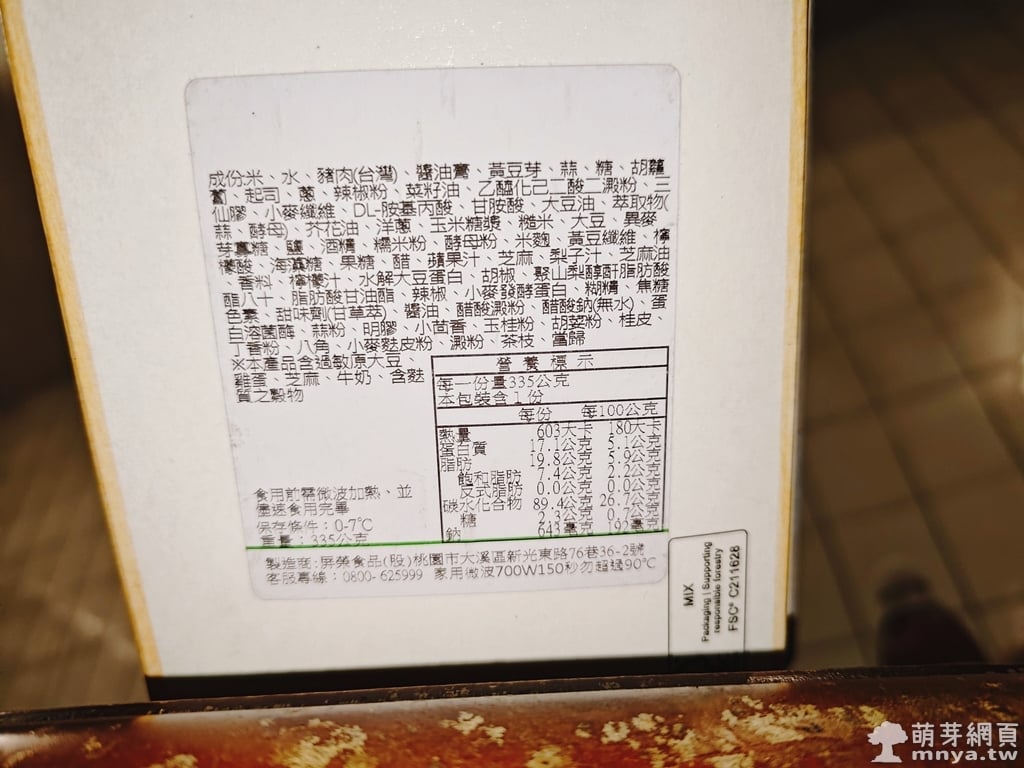 成份米、水、豬肉(台灣)、醬油膏、黃豆芽、蒜、糖、胡蘿
蔔、起司、蔥、辣椒粉、菜籽油、乙醯化己二酸二澱粉、三
仙膠、小麥纖維、DL-胺基丙酸、甘胺酸、大豆油、萃取物(
蒜、酵母)、芥花油、洋蔥、玉米糖漿、糙米、大豆、異麥
芽寡糖、鹽、酒精、糯米粉、酵母粉、米麴、黃豆纖維、檸
檬酸、海藻糖、果糖、醋、蘋果汁、芝麻、梨子汁、芝麻油
、香料、檸檬汁、水解大豆蛋白、胡椒、聚山梨醇酐脂肪酸
酯八十、脂肪酸甘油酯、辣椒、小麥發酵蛋白、糊精、焦糖
色素、甜味劑(甘草萃)、醬油、醋酸澱粉、醋酸鈉(無水)、蛋
白溶菌酶、蒜粉、明膠、小茴香、玉桂粉、胡荽粉、桂皮、
丁香粉、八角、小麥麩皮粉、澱粉、茶枝、當歸
※本產品含過敏原大豆、
雞蛋、芝麻、牛奶、含麩
質之穀物
營養標示
每一份量335公克
本包裝含1份
每份 每100公克
熱量 603大卡 180大卡
蛋白質 17.1公克 5.1公克
脂肪 19.8公克 5.9公克
飽和脂肪 7.4公克 2.2公克
反式脂肪 0.0公克 0.0公克
碳水化合物 89.4公克 26.7公克
糖 2.3公克 0.7公克
鈉 643毫克 192毫克
食用前需微波加熱、並
儘速食用完畢
保存條件：0-7℃
重量：335公克
製造商:屏榮食品(股)桃園市大溪區新光東路76巷36-2號
客服專線：0800-625999 家用微波700W150秒勿超過90℃
MIX
Packaging | Supporting
responsible forestry
FSC® C211628
萌芽網頁
mnya.tw